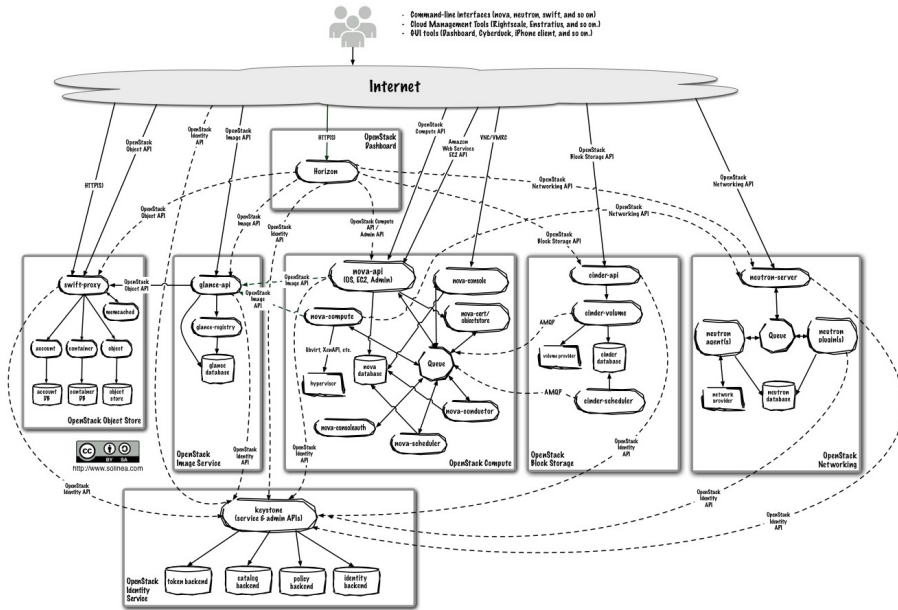 - Command-line interfaces (nova, neutron, swift, and so on)
- Cloud Management Tools (Rightscale, Enstratius, and so on.)
- GUI tools (Dashboard, Cyberduck, iPhone client, and so on.)
Internet
HTTP(S)
OpenStack
Object API
OpenStack
Identity
API
OpenStack
Image API
HTTP(S)
OpenStack
Dashboard
Horizon
OpenStack
Compute API
Amazon
Web Services
EC2 API
VNC/VMRC
OpenStack
Block Storage API
OpenStack
Networking API
OpenStack
Object API
OpenStack
Image API
OpenStack
Identity
API
OpenStack Compute
API /
Admin API
OpenStack
Block Storage API
OpenStack
Networking API
OpenStack
Networking API
swift-proxy
memcached
account
container
object
account
DB
container
DB
object
store
OpenStack Object Store
OpenStack
Object API
glance-api
glance-registry
glance
database
OpenStack
Image Service
OpenStack
Image API
OpenStack
Image API
nova-api
(OS, EC2, Admin)
nova-console
nova-compute
nova-cert/
objectstore
libvirt, XenAPI, etc.
hypervisor
nova
database
Queue
nova-conductor
nova-consoleauth
nova-scheduler
OpenStack Compute
AMQP
AMQP
cinder-api
cinder-volume
volume provider
cinder
database
cinder-scheduler
OpenStack
Block Storage
neutron-server
neutron
agent(s)
Queue
neutron
plugin(s)
network
provider
neutron
database
OpenStack
Networking
CC
BY SA
http://www.solinea.com
OpenStack
Identity
API
OpenStack
Identity
API
OpenStack
Identity
API
OpenStack
Identity
API
OpenStack
Identity
API
OpenStack
Identity
API
keystone
(service & admin APIs)
token backend
catalog
backend
policy
backend
identity
backend
OpenStack
Identity
Service